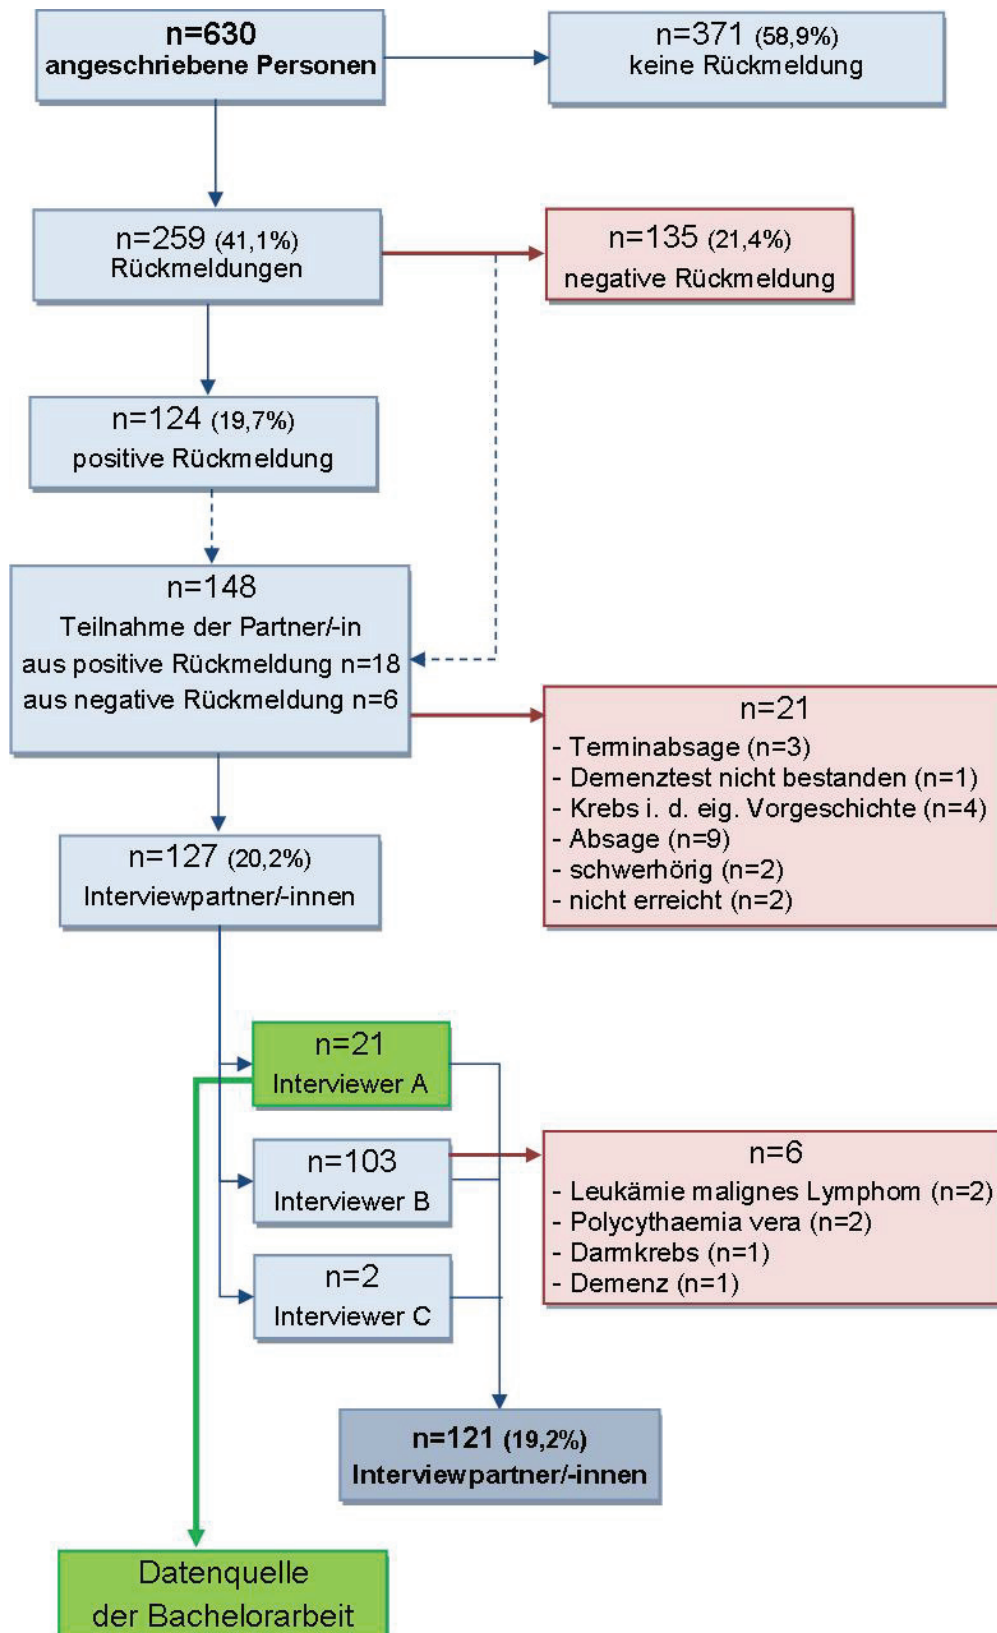 n=630
angeschriebene Personen
n=371 (58,9%)
keine Rückmeldung
n=259 (41,1%)
Rückmeldungen
n=135 (21,4%)
negative Rückmeldung
n=124 (19,7%)
positive Rückmeldung
n=148
Teilnahme der Partner/-in
aus positive Rückmeldung n=18
aus negative Rückmeldung n=6
n=21
- Terminabsage (n=3)
- Demenztest nicht bestanden (n=1)
- Krebs i. d. eig. Vorgeschichte (n=4)
- Absage (n=9)
- schwerhörig (n=2)
- nicht erreicht (n=2)
n=127 (20,2%)
Interviewpartner/-innen
n=21
Interviewer A
n=103
Interviewer B
n=6
- Leukämie malignes Lymphom (n=2)
- Polycythaemia vera (n=2)
- Darmkrebs (n=1)
- Demenz (n=1)
n=2
Interviewer C
n=121 (19,2%)
Interviewpartner/-innen
Datenquelle
der Bachelorarbeit